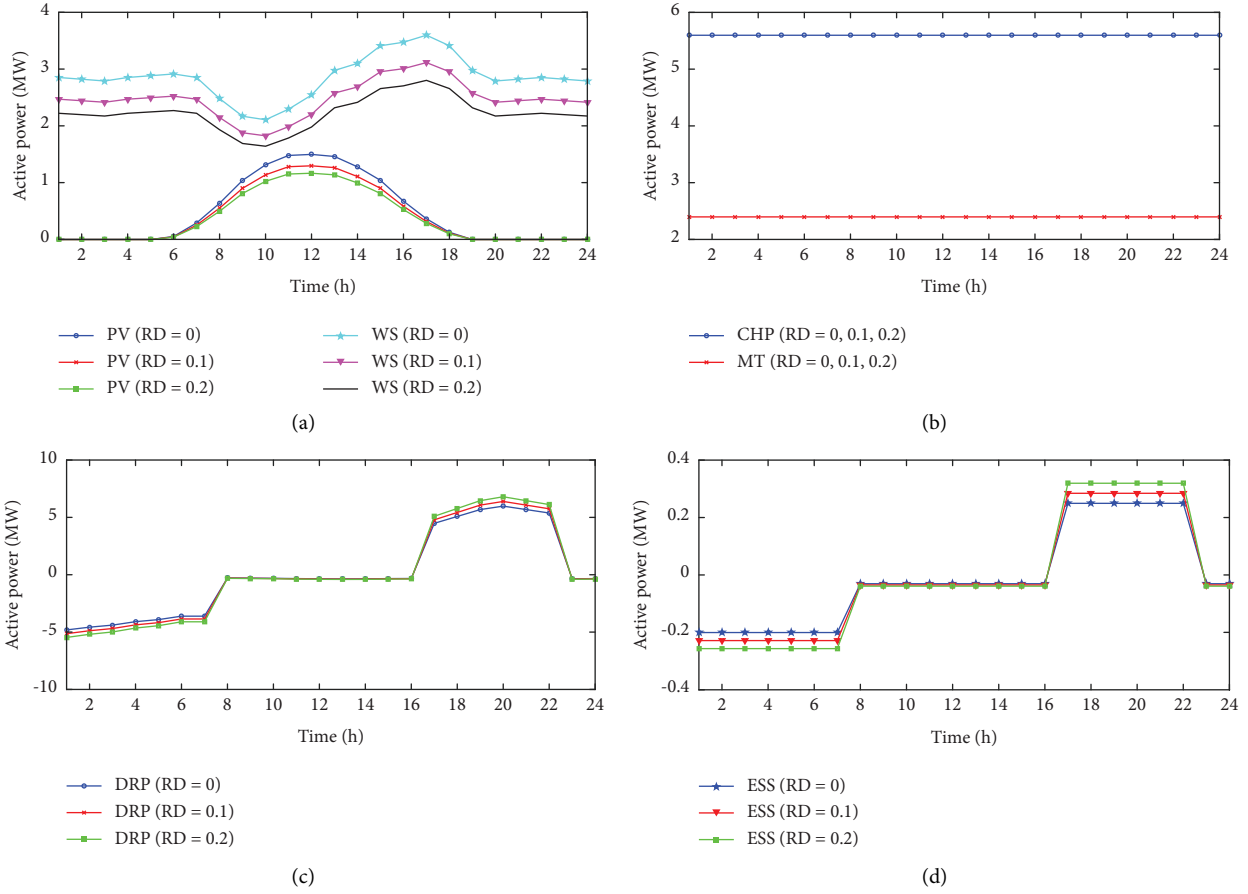 Active power (MW)
4
3
2
1
0
2 4 6 8 10 12 14 16 18 20 22 24
Time (h)
PV (RD = 0)
PV (RD = 0.1)
PV (RD = 0.2)
WS (RD = 0)
WS (RD = 0.1)
WS (RD = 0.2)
(a)
Active power (MW)
6
5
4
3
2
2 4 6 8 10 12 14 16 18 20 22 24
Time (h)
CHP (RD = 0, 0.1, 0.2)
MT (RD = 0, 0.1, 0.2)
(b)
Active power (MW)
10
5
0
-5
-10
2 4 6 8 10 12 14 16 18 20 22 24
Time (h)
DRP (RD = 0)
DRP (RD = 0.1)
DRP (RD = 0.2)
(c)
Active power (MW)
0.4
0.2
0
-0.2
-0.4
2 4 6 8 10 12 14 16 18 20 22 24
Time (h)
ESS (RD = 0)
ESS (RD = 0.1)
ESS (RD = 0.2)
(d)